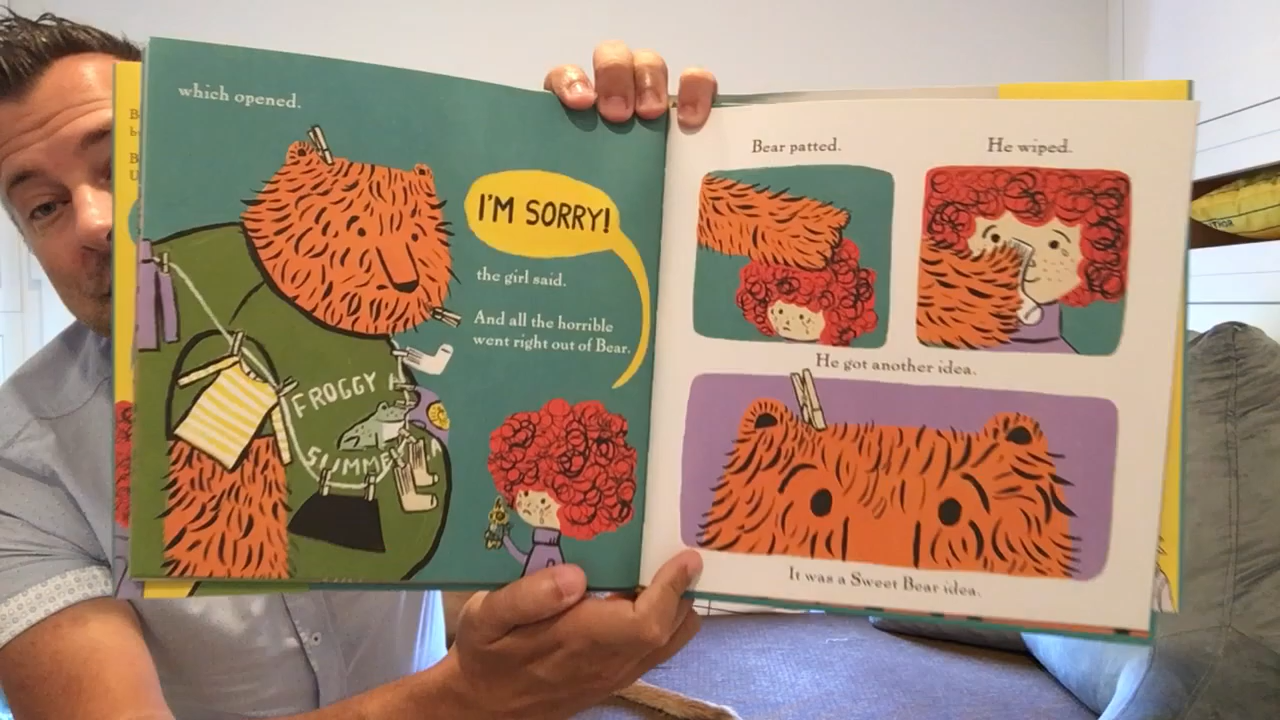 which opened.
I'M SORRY!
the girl said.
And all the horrible
went right out of Bear.
FROGGY
SUMME
Bear patted.
He wiped.
He got another idea.
It was a Sweet Bear idea.